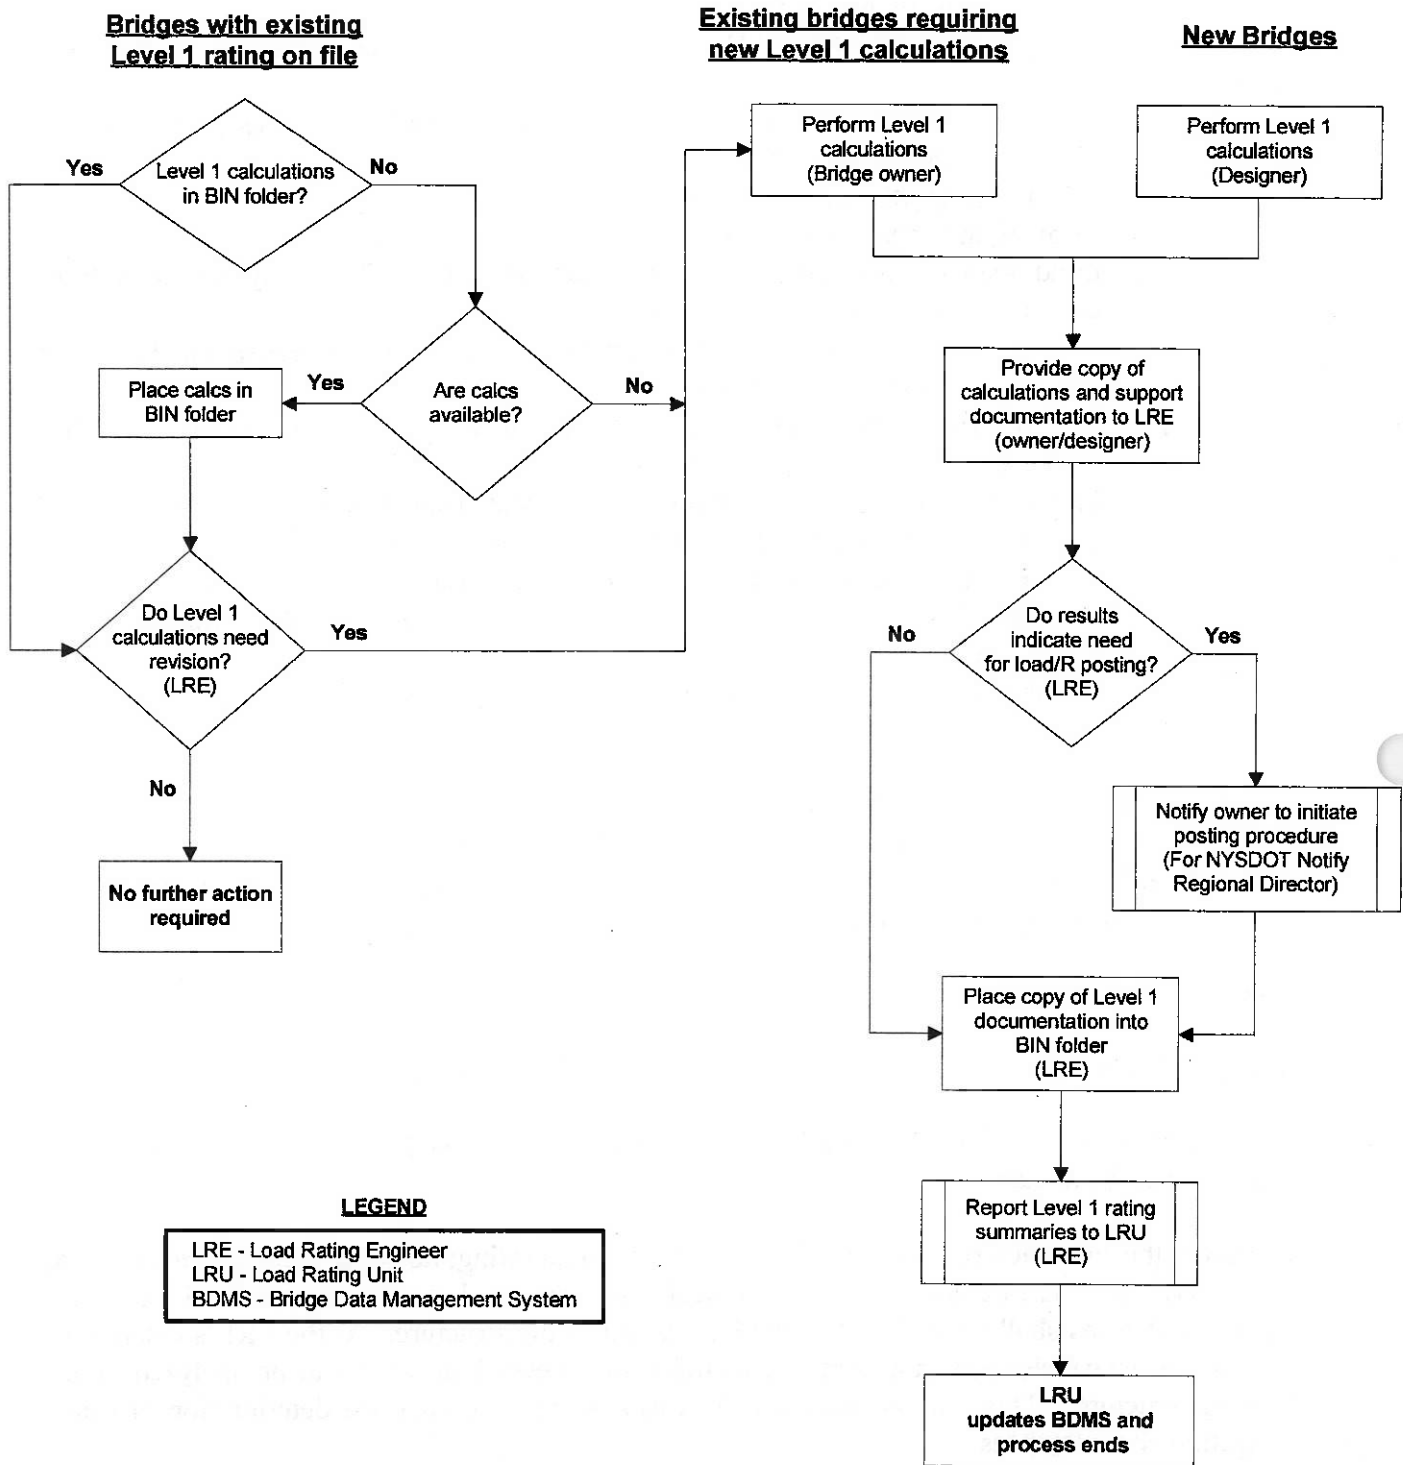 Bridges with existing
Level 1 rating on file
Existing bridges requiring
new Level 1 calculations
New Bridges
Level 1 calculations
in BIN folder?
Yes
No
Are calcs
available?
Yes
No
Place calcs in
BIN folder
Do Level 1
calculations need
revision?
(LRE)
Yes
No
No further action
required
Perform Level 1
calculations
(Bridge owner)
Perform Level 1
calculations
(Designer)
Provide copy of
calculations and support
documentation to LRE
(owner/designer)
Do results
indicate need
for load/R posting?
(LRE)
No
Yes
Notify owner to initiate
posting procedure
(For NYSDOT Notify
Regional Director)
Place copy of Level 1
documentation into
BIN folder
(LRE)
Report Level 1 rating
summaries to LRU
(LRE)
LRU
updates BDMS and
process ends
LEGEND
LRE - Load Rating Engineer
LRU - Load Rating Unit
BDMS - Bridge Data Management System